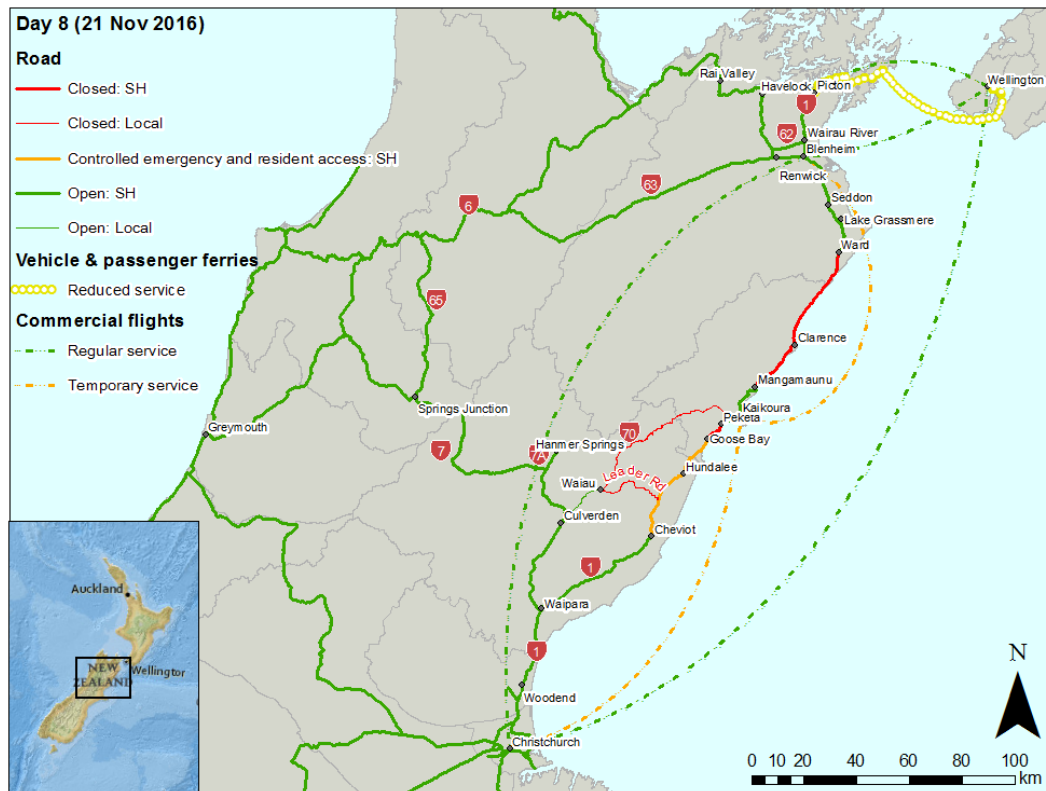 Day 8 (21 Nov 2016)
Road
Closed: SH
Closed: Local
Controlled emergency and resident access: SH
Open: SH
Open: Local
Vehicle & passenger ferries
Reduced service
Commercial flights
Regular service
Temporary service
Rai Valley
Havelock
Picton
Wellington
1
62
Wairau River
Blenheim
Renwick
63
6
Seddon
Lake Grassmere
Ward
65
Clarence
Mangamaunu
Springs Junction
Kaikoura
Peketa
Greymouth
70
Goose Bay
7
7A
Hanmer Springs
Hundalee
Leader Rd
Waiau
Culverden
Cheviot
1
Waipara
1
Woodend
Christchurch
Auckland
Wellington
NEW
ZEALAND
N
0 10 20 40 60 80 100
km